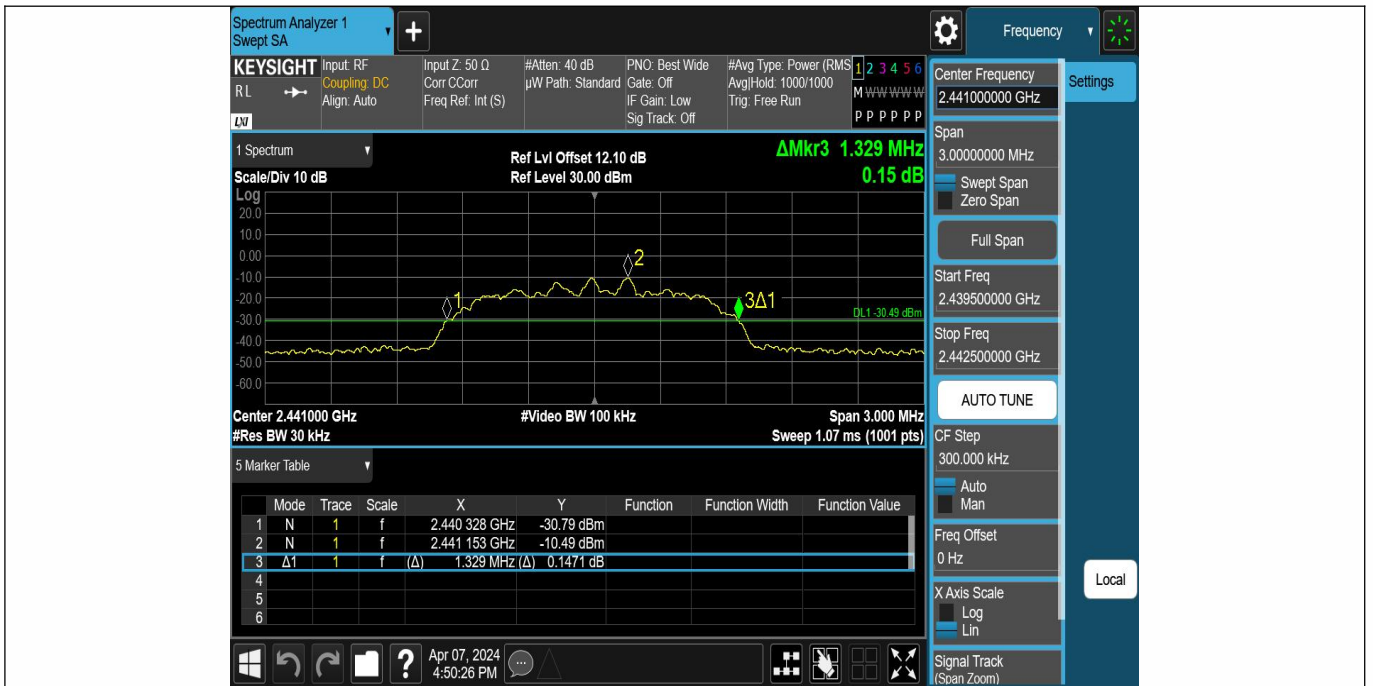 Spectrum Analyzer 1
Swept SA
+
Frequency
KEYSIGHT
RL
LXI
Input: RF
Coupling: DC
Align: Auto
Input Z: 50 Ω
Corr CCorr
Freq Ref: Int (S)
#Atten: 40 dB
µW Path: Standard
PNO: Best Wide
Gate: Off
IF Gain: Low
Sig Track: Off
#Avg Type: Power (RMS
Avg|Hold: 1000/1000
Trig: Free Run
1 2 3 4 5 6
M W W W W W
P P P P P P
1 Spectrum
Scale/Div 10 dB
Ref Lvl Offset 12.10 dB
Ref Level 30.00 dBm
ΔMkr3 1.329 MHz
0.15 dB
Log
20.0
10.0
0.00
-10.0
-20.0
-30.0
-40.0
-50.0
-60.0
1
2
3Δ1
DL1 -30.49 dBm
Center 2.441000 GHz
#Video BW 100 kHz
Span 3.000 MHz
#Res BW 30 kHz
Sweep 1.07 ms (1001 pts)
5 Marker Table
Mode Trace Scale X Y Function Function Width Function Value
1 N 1 f 2.440 328 GHz -30.79 dBm
2 N 1 f 2.441 153 GHz -10.49 dBm
3 Δ1 1 f (Δ) 1.329 MHz (Δ) 0.1471 dB
4
5
6
?
Apr 07, 2024
4:50:26 PM
Center Frequency
2.441000000 GHz
Settings
Span
3.00000000 MHz
Swept Span
Zero Span
Full Span
Start Freq
2.439500000 GHz
Stop Freq
2.442500000 GHz
AUTO TUNE
CF Step
300.000 kHz
Auto
Man
Freq Offset
0 Hz
X Axis Scale
Log
Lin
Signal Track
(Span Zoom)
Local